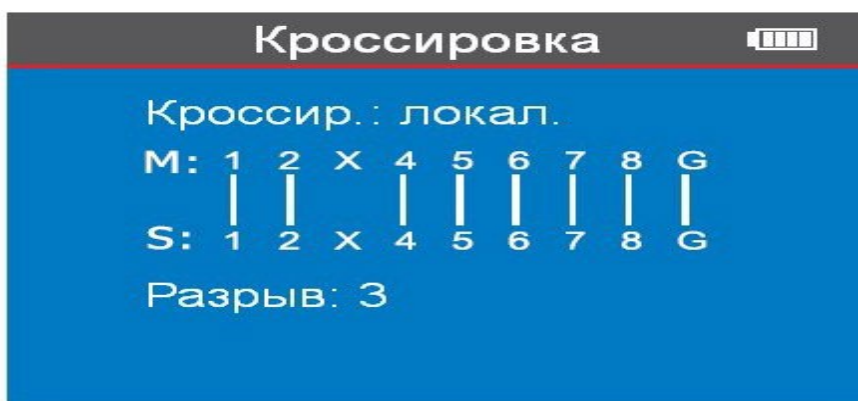 Кроссировка
Кроссир.: локал.
M: 1 2 X 4 5 6 7 8 G
S: 1 2 X 4 5 6 7 8 G
Разрыв: 3